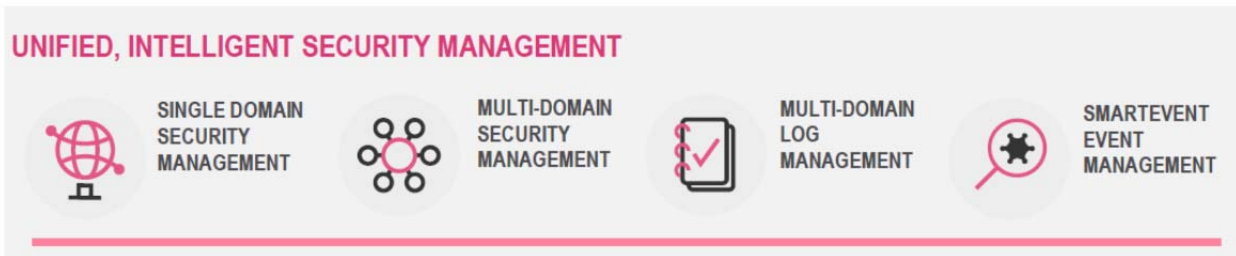 UNIFIED, INTELLIGENT SECURITY MANAGEMENT
SINGLE DOMAIN
SECURITY
MANAGEMENT
MULTI-DOMAIN
SECURITY
MANAGEMENT
MULTI-DOMAIN
LOG
MANAGEMENT
SMARTEVENT
EVENT
MANAGEMENT